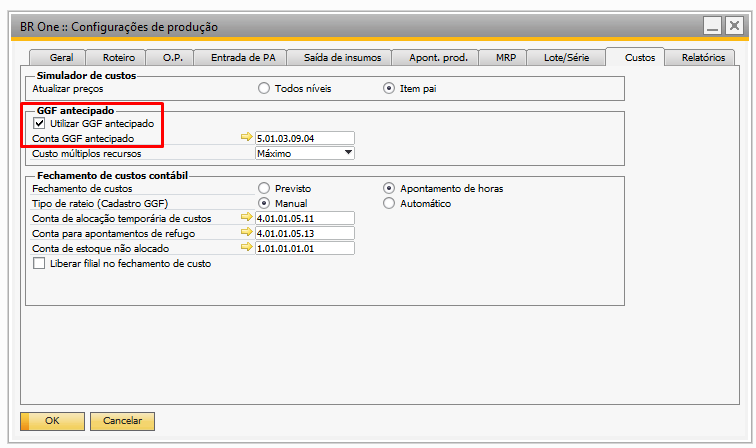 BR One :: Configurações de produção
Geral Roteiro O.P. Entrada de PA Saída de insumos Apont. prod. MRP Lote/Série Custos Relatórios
Simulador de custos
Atualizar preços Todos níveis Item pai
GGF antecipado
Utilizar GGF antecipado
Conta GGF antecipado 5.01.03.09.04
Custo múltiplos recursos Máximo
Fechamento de custos contábil
Fechamento de custos Previsto Apontamento de horas
Tipo de rateio (Cadastro GGF) Manual Automático
Conta de alocação temporária de custos 4.01.01.05.11
Conta para apontamentos de refugo 4.01.01.05.13
Conta de estoque não alocado 1.01.01.01.01
Liberar filial no fechamento de custo
OK Cancelar